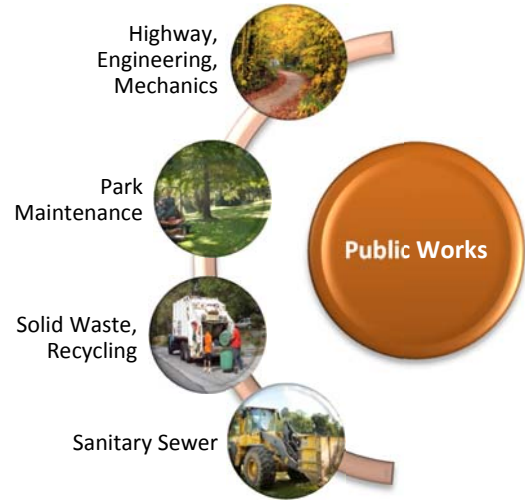 Highway,
Engineering,
Mechanics
Park
Maintenance
Public Works
Solid Waste,
Recycling
Sanitary Sewer